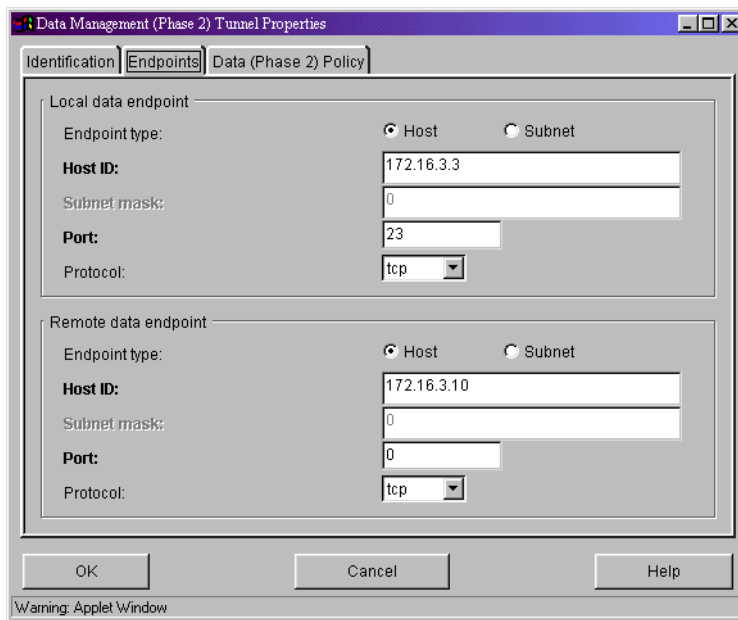 Data Management (Phase 2) Tunnel Properties
Identification Endpoints Data (Phase 2) Policy
Local data endpoint
Endpoint type: Host Subnet
Host ID: 172.16.3.3
Subnet mask: 0
Port: 23
Protocol: tcp
Remote data endpoint
Endpoint type: Host Subnet
Host ID: 172.16.3.10
Subnet mask: 0
Port: 0
Protocol: tcp
OK Cancel Help
Warning: Applet Window